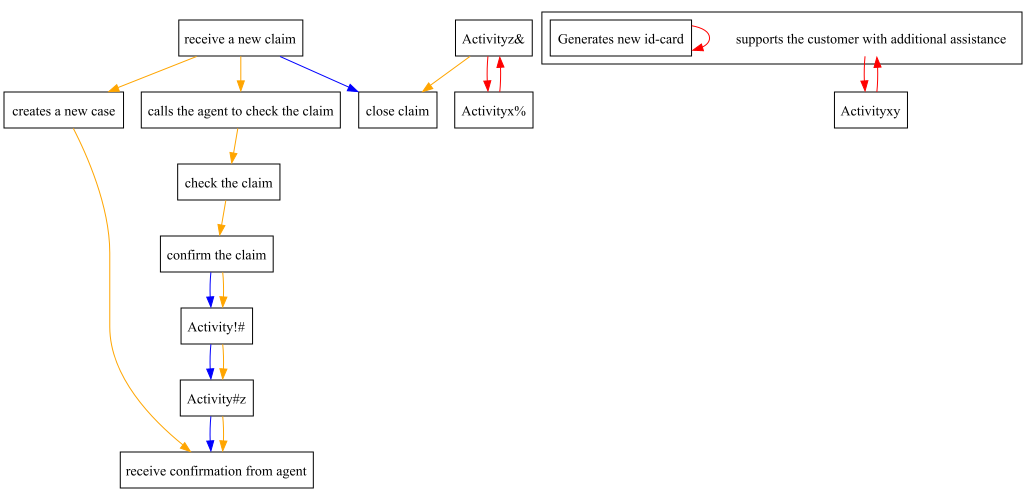 receive a new claim
Activityz&
Generates new id-card
supports the customer with additional assistance
creates a new case
calls the agent to check the claim
close claim
Activityx%
Activityxy
check the claim
confirm the claim
Activity!#
Activity#z
receive confirmation from agent